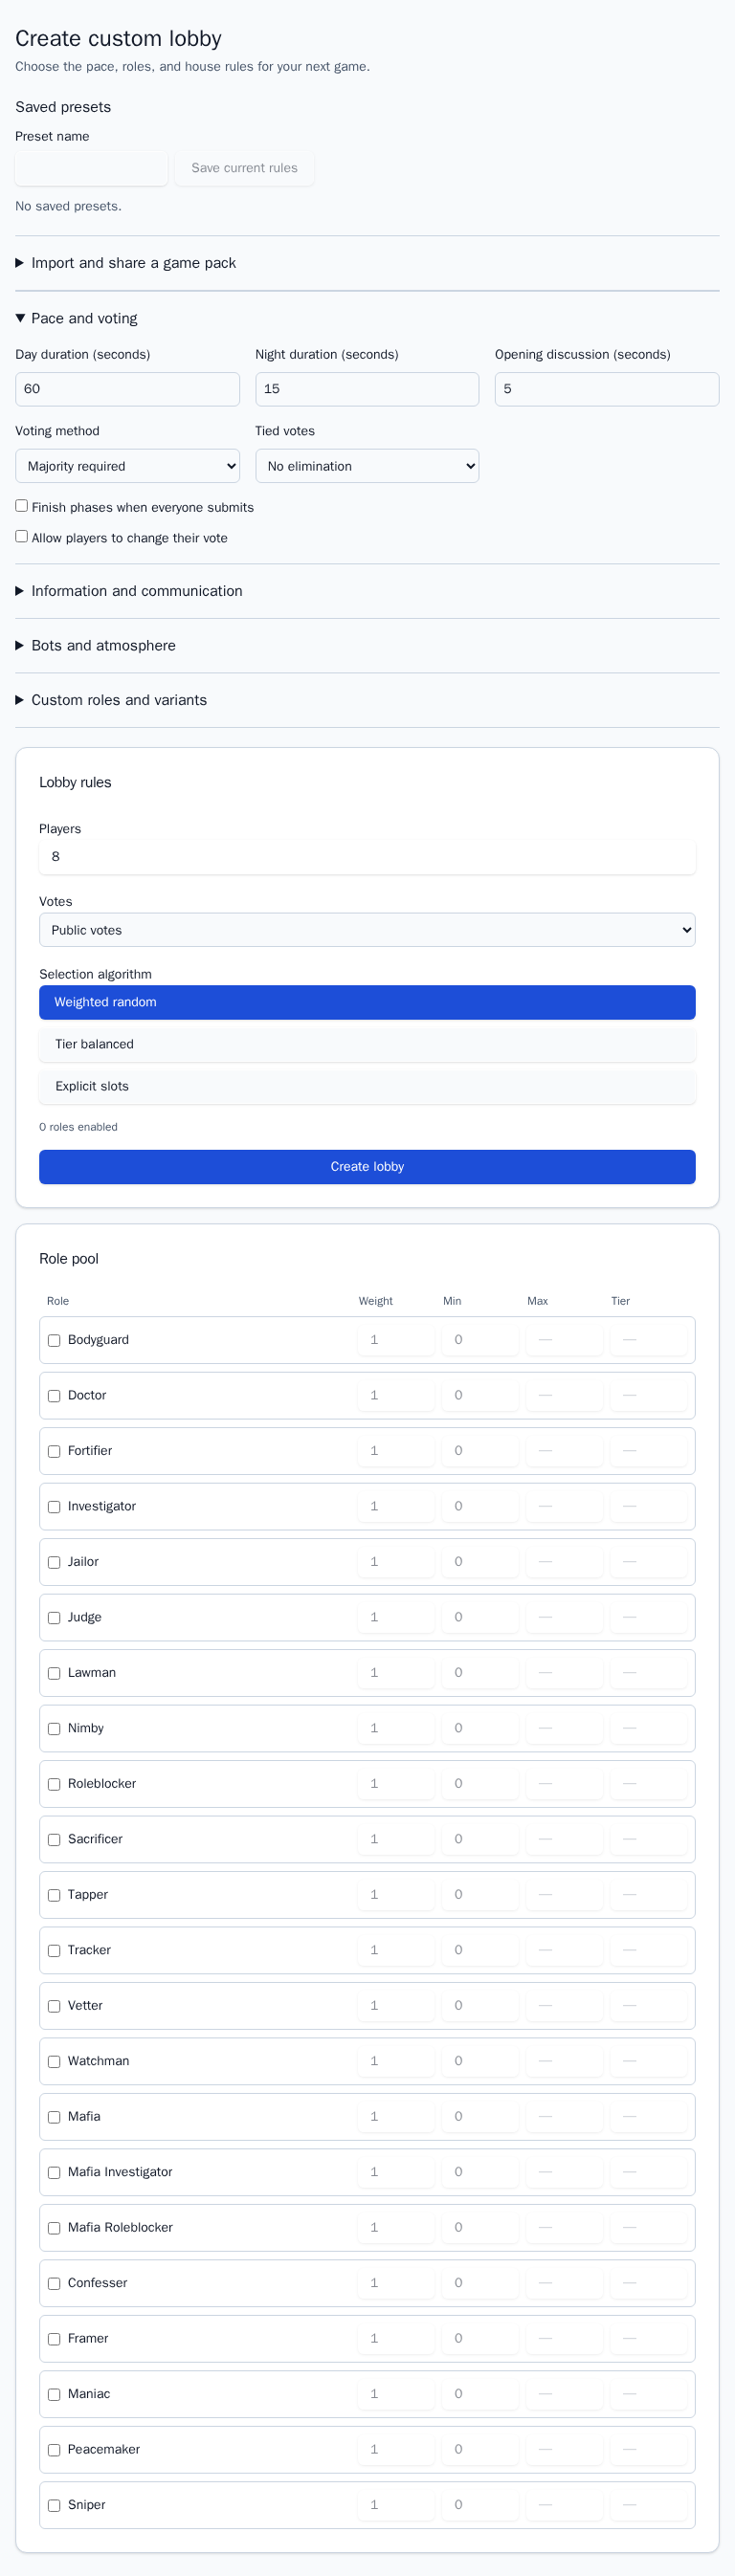 Create custom lobby
Choose the pace, roles, and house rules for your next game.
Saved presets
Preset name
Save current rules
No saved presets.
Import and share a game pack
Pace and voting
Day duration (seconds) Night duration (seconds) Opening discussion (seconds)
60 15 5
Voting method Tied votes
Majority required No elimination
Finish phases when everyone submits
Allow players to change their vote
Information and communication
Bots and atmosphere
Custom roles and variants
Lobby rules
Players
8
Votes
Public votes
Selection algorithm
Weighted random
Tier balanced
Explicit slots
0 roles enabled
Create lobby
Role pool
Role Weight Min Max Tier
Bodyguard 1 0 — —
Doctor 1 0 — —
Fortifier 1 0 — —
Investigator 1 0 — —
Jailor 1 0 — —
Judge 1 0 — —
Lawman 1 0 — —
Nimby 1 0 — —
Roleblocker 1 0 — —
Sacrificer 1 0 — —
Tapper 1 0 — —
Tracker 1 0 — —
Vetter 1 0 — —
Watchman 1 0 — —
Mafia 1 0 — —
Mafia Investigator 1 0 — —
Mafia Roleblocker 1 0 — —
Confesser 1 0 — —
Framer 1 0 — —
Maniac 1 0 — —
Peacemaker 1 0 — —
Sniper 1 0 — —